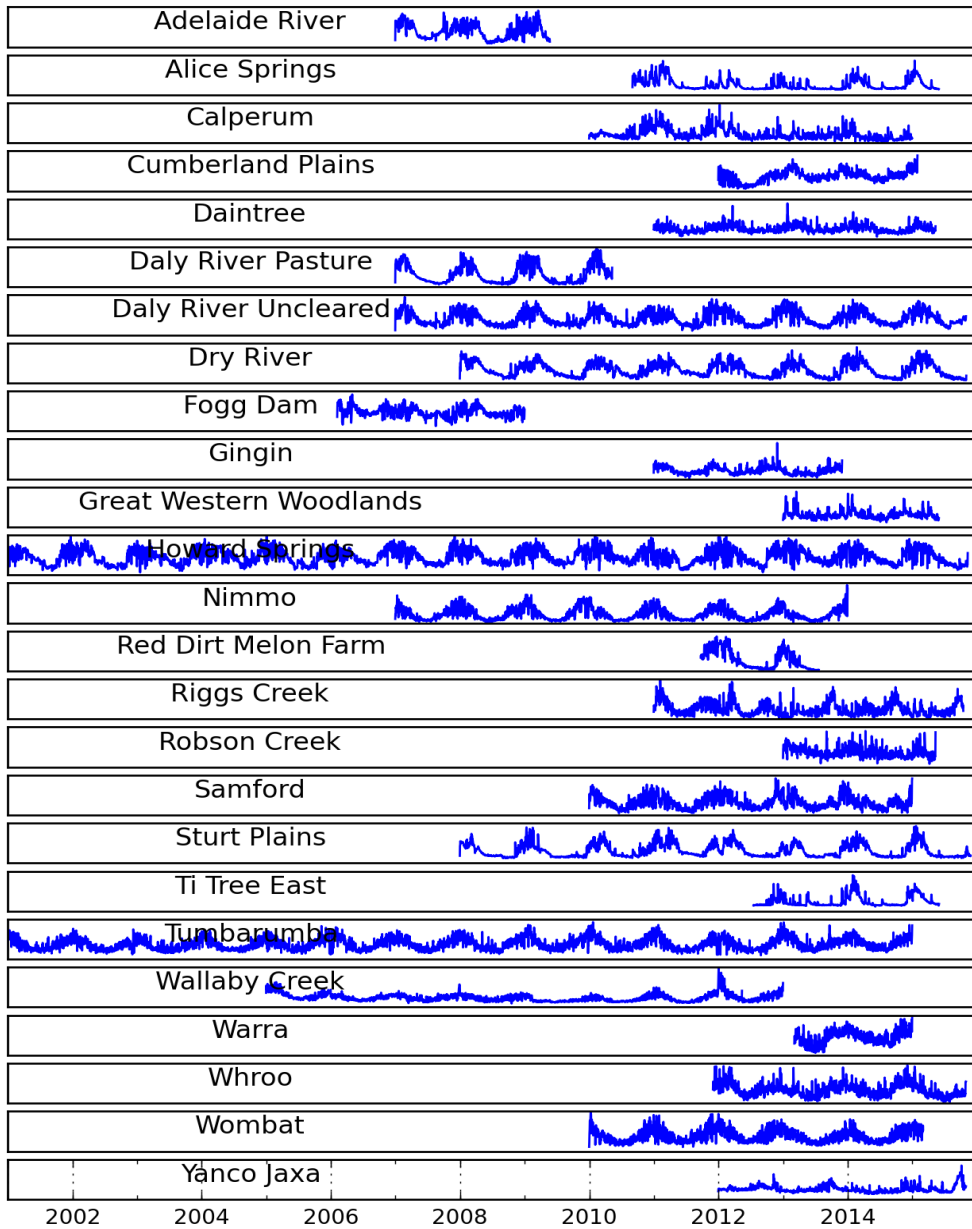 Adelaide River
Alice Springs
Calperum
Cumberland Plains
Daintree
Daly River Pasture
Daly River Uncleared
Dry River
Fogg Dam
Gingin
Great Western Woodlands
Howard Springs
Nimmo
Red Dirt Melon Farm
Riggs Creek
Robson Creek
Samford
Sturt Plains
Ti Tree East
Tumbarumba
Wallaby Creek
Warra
Whroo
Wombat
Yanco Jaxa
2002 2004 2006 2008 2010 2012 2014